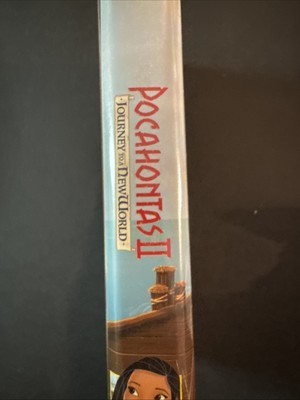 POCAHONTAS II
JOURNEY TO A NEW WORLD